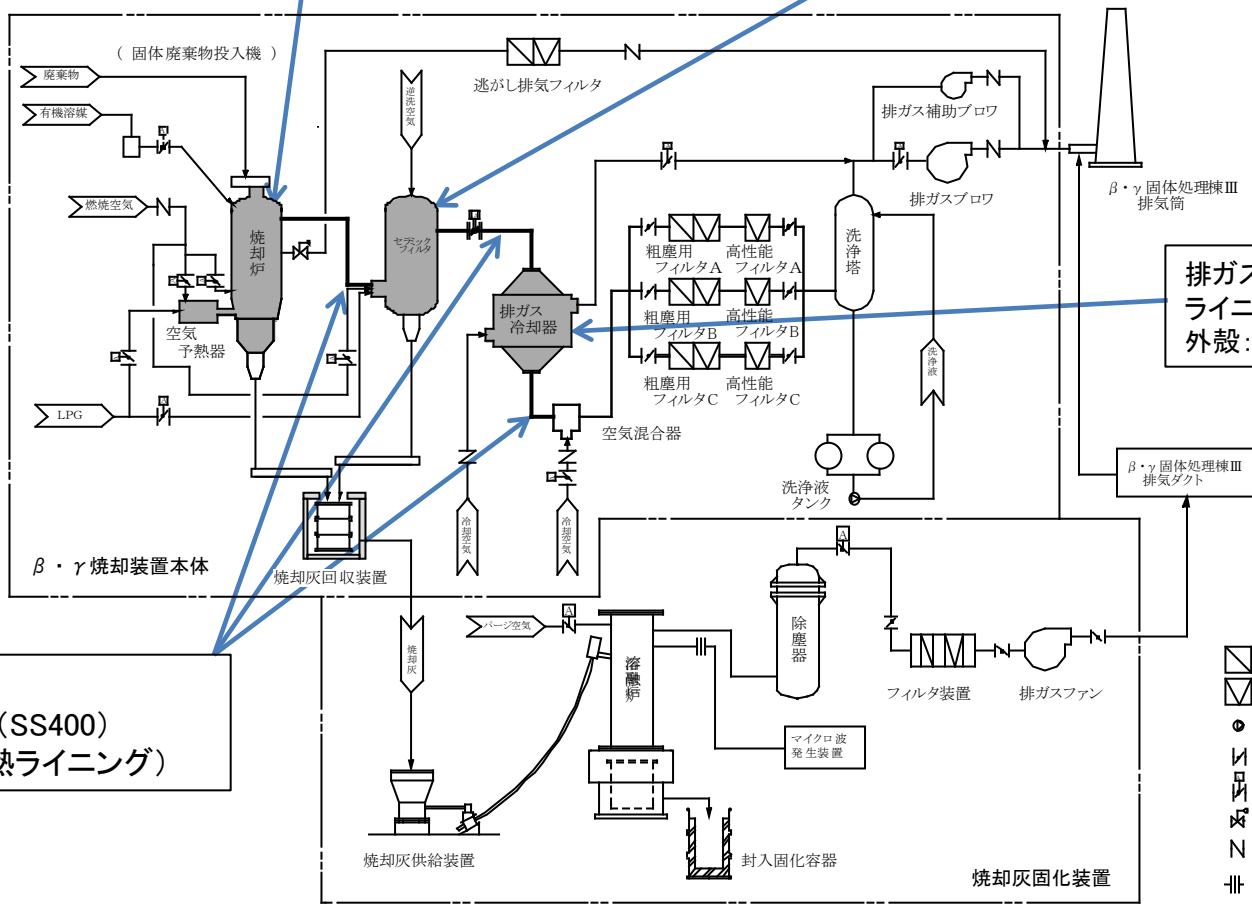 ( 固体廃棄物投入機 )
廃棄物
有機溶媒
燃焼空気
焼却炉
空気
予熱器
LPG
逆洗空気
セラミック
フィルタ
逃がし排気フィルタ
排ガス補助ブロワ
排ガスブロワ
β・γ 固体処理棟Ⅲ
排気筒
排ガス
冷却器
粗塵用
フィルタA
高性能
フィルタA
粗塵用
フィルタB
高性能
フィルタB
粗塵用
フィルタC
高性能
フィルタC
洗浄塔
洗浄液
洗浄液
タンク
空気混合器
冷却空気
冷却空気
排ガス
ライニ
外殻:
β・γ 固体処理棟Ⅲ
排気ダクト
β・γ 焼却装置本体
焼却灰回収装置
焼却灰
パージ空気
A
A
溶融炉
除塵器
フィルタ装置
排ガスファン
マイクロ波
発生装置
(SS400)
熱ライニング)
焼却灰供給装置
封入固化容器
焼却灰固化装置